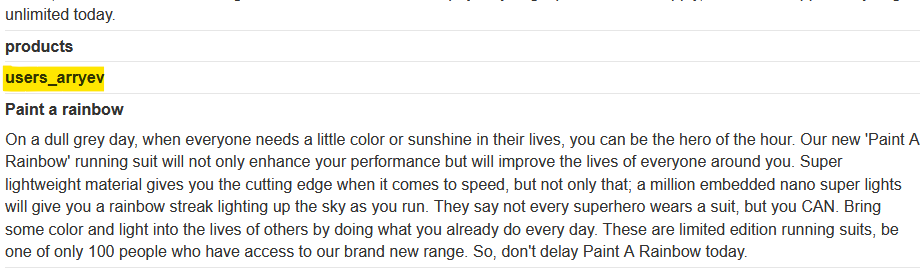 unlimited today.
products
users_arryev
Paint a rainbow
On a dull grey day, when everyone needs a little color or sunshine in their lives, you can be the hero of the hour. Our new 'Paint A
Rainbow' running suit will not only enhance your performance but will improve the lives of everyone around you. Super
lightweight material gives you the cutting edge when it comes to speed, but not only that; a million embedded nano super lights
will give you a rainbow streak lighting up the sky as you run. They say not every superhero wears a suit, but you CAN. Bring
some color and light into the lives of others by doing what you already do every day. These are limited edition running suits, be
one of only 100 people who have access to our brand new range. So, don't delay Paint A Rainbow today.